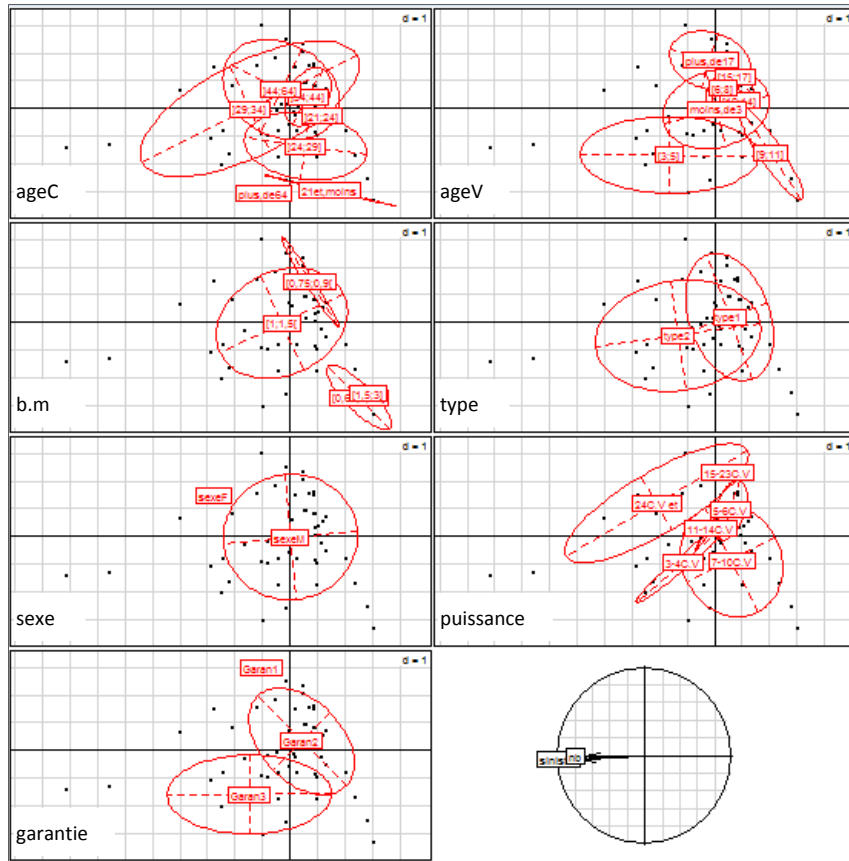 d = 1
]44;64]
;44]
]29;34]
]21;24]
]24;29]
plus,de64
21et,moins
ageC
d = 1
plus,de17
[15;17]
[6;8]
moins,de3
[3;5]
[9;11]
ageV
d = 1
[0,75;0,9[
[1,1,5[
[1,5;3]
b.m
d = 1
type1
type2
type
d = 1
sexeF
sexeM
sexe
d = 1
15-23C.V
24C.V et
5-6C.V
11-14C.V
3-4C.V
7-10C.V
puissance
d = 1
Garan1
Garan2
Garan3
garantie
nb